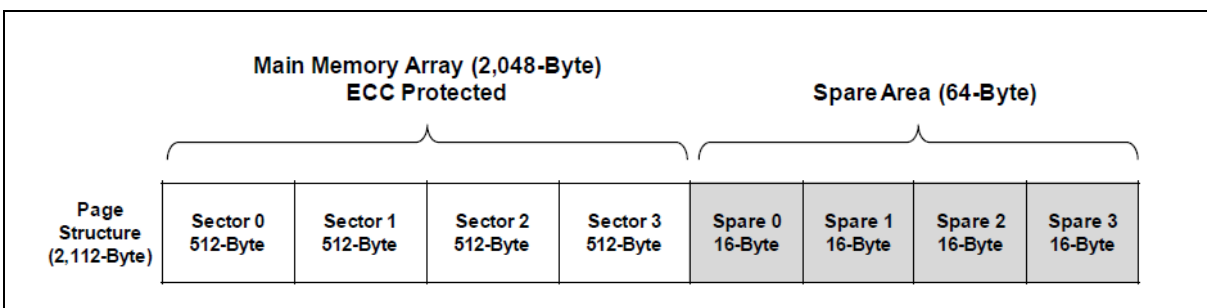 Main Memory Array (2,048-Byte)
ECC Protected
Spare Area (64-Byte)
Page
Structure
(2,112-Byte)
Sector 0
512-Byte
Sector 1
512-Byte
Sector 2
512-Byte
Sector 3
512-Byte
Spare 0
16-Byte
Spare 1
16-Byte
Spare 2
16-Byte
Spare 3
16-Byte